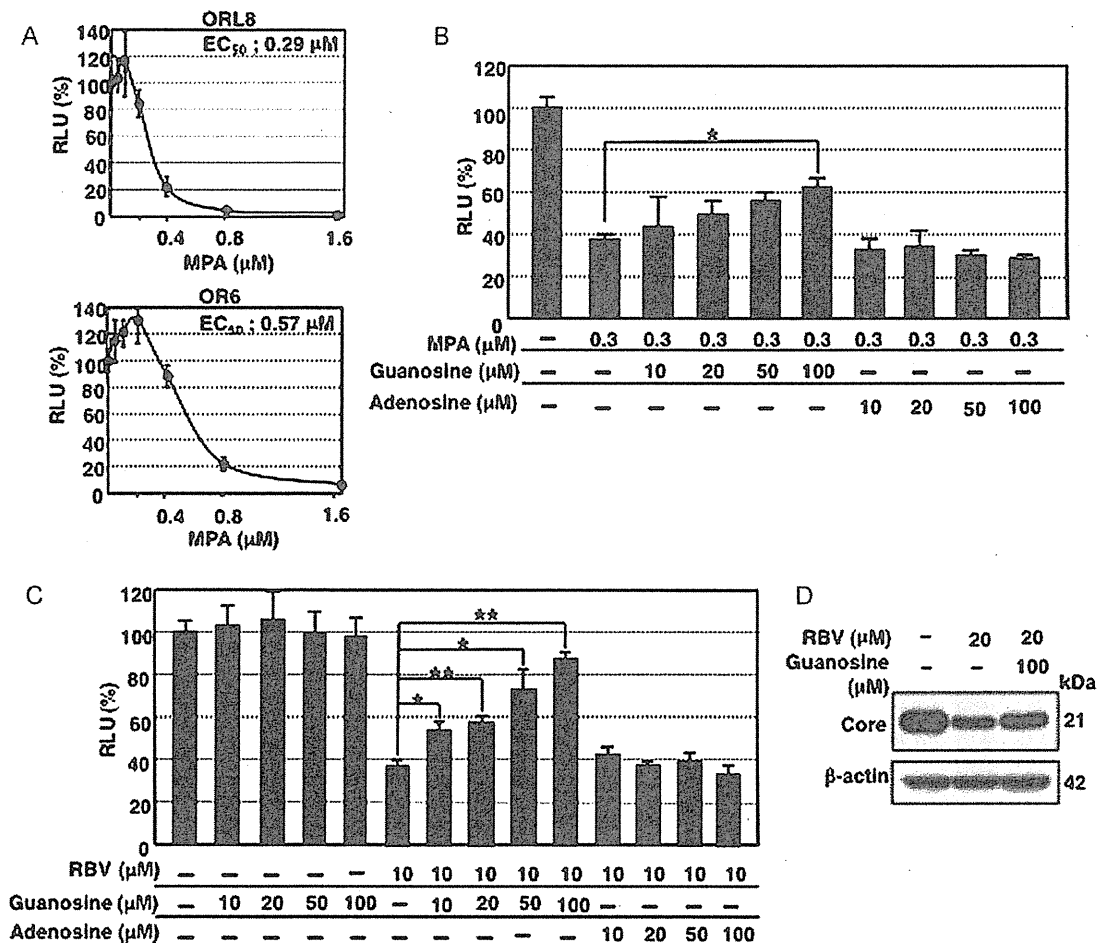 A
ORL8
EC50 ; 0.29 μM
140
120
100
80
60
40
20
0
RLU (%)
0.4 0.8 1.6
MPA (μM)
OR6
; 0.57 μM
140
120
100
80
60
40
20
0
RLU (%)
0.4 0.8 1.6
MPA (μM)
B
120
100
80
60
40
20
0
RLU (%)
*
MPA (μM) – 0.3 0.3 0.3 0.3 0.3 0.3 0.3 0.3 0.3
Guanosine (μM) – – 10 20 50 100 – – – –
Adenosine (μM) – – – – – – 10 20 50 100
C
120
100
80
60
40
20
0
RLU (%)
**
*
**
*
RBV (μM) – – – – – 10 10 10 10 10 10 10 10 10
Guanosine (μM) – 10 20 50 100 – 10 20 50 100 – – – –
Adenosine (μM) – – – – – – – – – – 10 20 50 100
D
RBV (μM) – 20 20
Guanosine (μM) – – 100
kDa
Core 21
β-actin 42